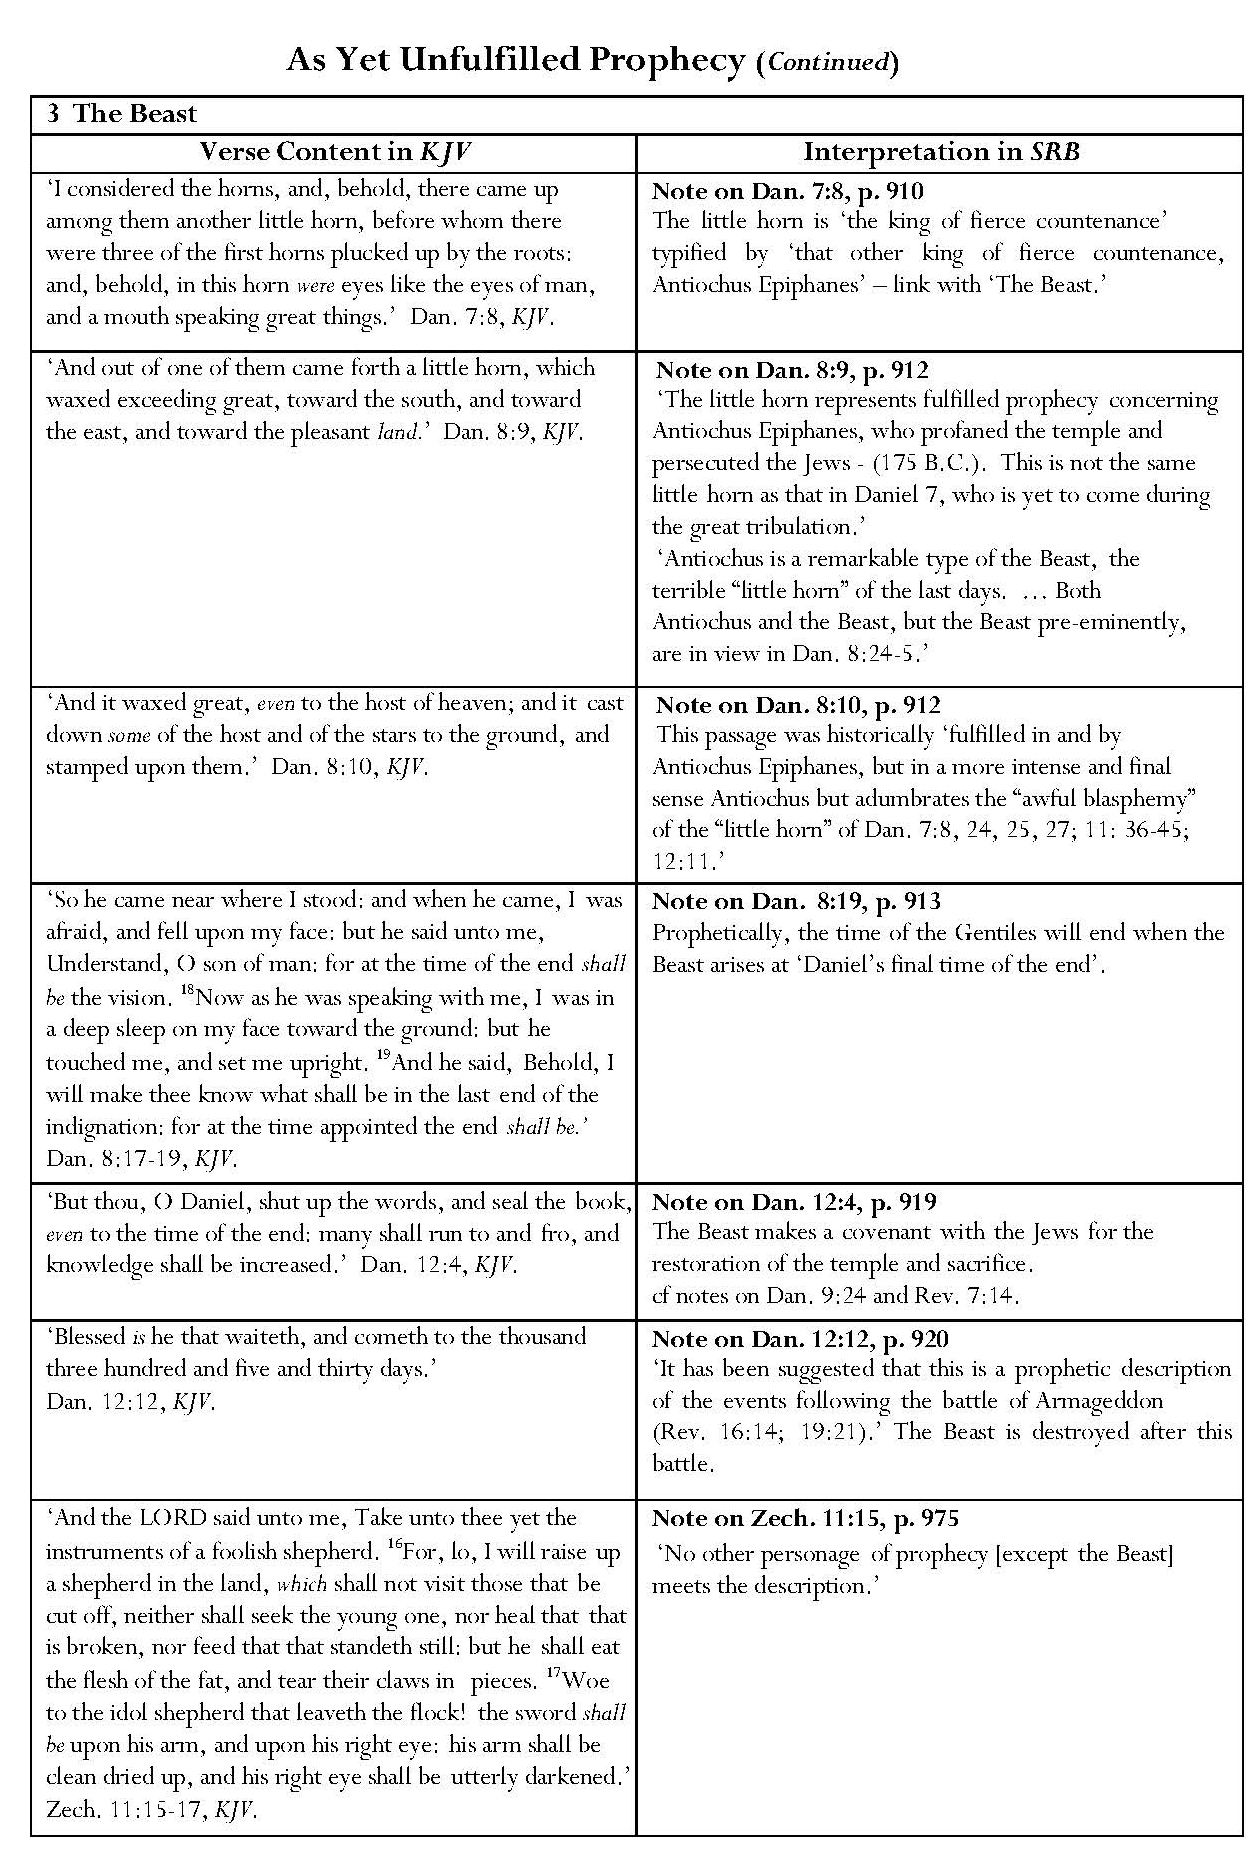 As Yet Unfulfilled Prophecy (Continued)
3 The Beast
Verse Content in KJV
Interpretation in SRB
‘I considered the horns, and, behold, there came up
among them another little horn, before whom there
were three of the first horns plucked up by the roots:
and, behold, in this horn were eyes like the eyes of man,
and a mouth speaking great things.’ Dan. 7:8, KJV.
Note on Dan. 7:8, p. 910
The little horn is ‘the king of fierce countenance’
typified by ‘that other king of fierce countenance,
Antiochus Epiphanes’ – link with ‘The Beast.’
‘And out of one of them came forth a little horn, which
waxed exceeding great, toward the south, and toward
the east, and toward the pleasant land.’ Dan. 8:9, KJV.
Note on Dan. 8:9, p. 912
‘The little horn represents fulfilled prophecy concerning
Antiochus Epiphanes, who profaned the temple and
persecuted the Jews - (175 B.C.). This is not the same
little horn as that in Daniel 7, who is yet to come during
the great tribulation.’
‘Antiochus is a remarkable type of the Beast, the
terrible “little horn” of the last days. … Both
Antiochus and the Beast, but the Beast pre-eminently,
are in view in Dan. 8:24-5.’
‘And it waxed great, even to the host of heaven; and it cast
down some of the host and of the stars to the ground, and
stamped upon them.’ Dan. 8:10, KJV.
Note on Dan. 8:10, p. 912
This passage was historically ‘fulfilled in and by
Antiochus Epiphanes, but in a more intense and final
sense Antiochus but adumbrates the “awful blasphemy”
of the “little horn” of Dan. 7:8, 24, 25, 27; 11: 36-45;
12:11.’
‘So he came near where I stood: and when he came, I was
afraid, and fell upon my face: but he said unto me,
Understand, O son of man: for at the time of the end shall
be the vision. 18Now as he was speaking with me, I was in
a deep sleep on my face toward the ground: but he
touched me, and set me upright. 19And he said, Behold, I
will make thee know what shall be in the last end of the
indignation: for at the time appointed the end shall be.’
Dan. 8:17-19, KJV.
Note on Dan. 8:19, p. 913
Prophetically, the time of the Gentiles will end when the
Beast arises at ‘Daniel’s final time of the end’.
‘But thou, O Daniel, shut up the words, and seal the book,
even to the time of the end: many shall run to and fro, and
knowledge shall be increased.’ Dan. 12:4, KJV.
Note on Dan. 12:4, p. 919
The Beast makes a covenant with the Jews for the
restoration of the temple and sacrifice.
cf notes on Dan. 9:24 and Rev. 7:14.
‘Blessed is he that waiteth, and cometh to the thousand
three hundred and five and thirty days.’
Dan. 12:12, KJV.
Note on Dan. 12:12, p. 920
‘It has been suggested that this is a prophetic description
of the events following the battle of Armageddon
(Rev. 16:14; 19:21).’ The Beast is destroyed after this
battle.
‘And the LORD said unto me, Take unto thee yet the
instruments of a foolish shepherd. 16For, lo, I will raise up
a shepherd in the land, which shall not visit those that be
cut off, neither shall seek the young one, nor heal that that
is broken, nor feed that that standeth still: but he shall eat
the flesh of the fat, and tear their claws in pieces. 17Woe
to the idol shepherd that leaveth the flock! the sword shall
be upon his arm, and upon his right eye: his arm shall be
clean dried up, and his right eye shall be utterly darkened.’
Zech. 11:15-17, KJV.
Note on Zech. 11:15, p. 975
‘No other personage of prophecy [except the Beast]
meets the description.’